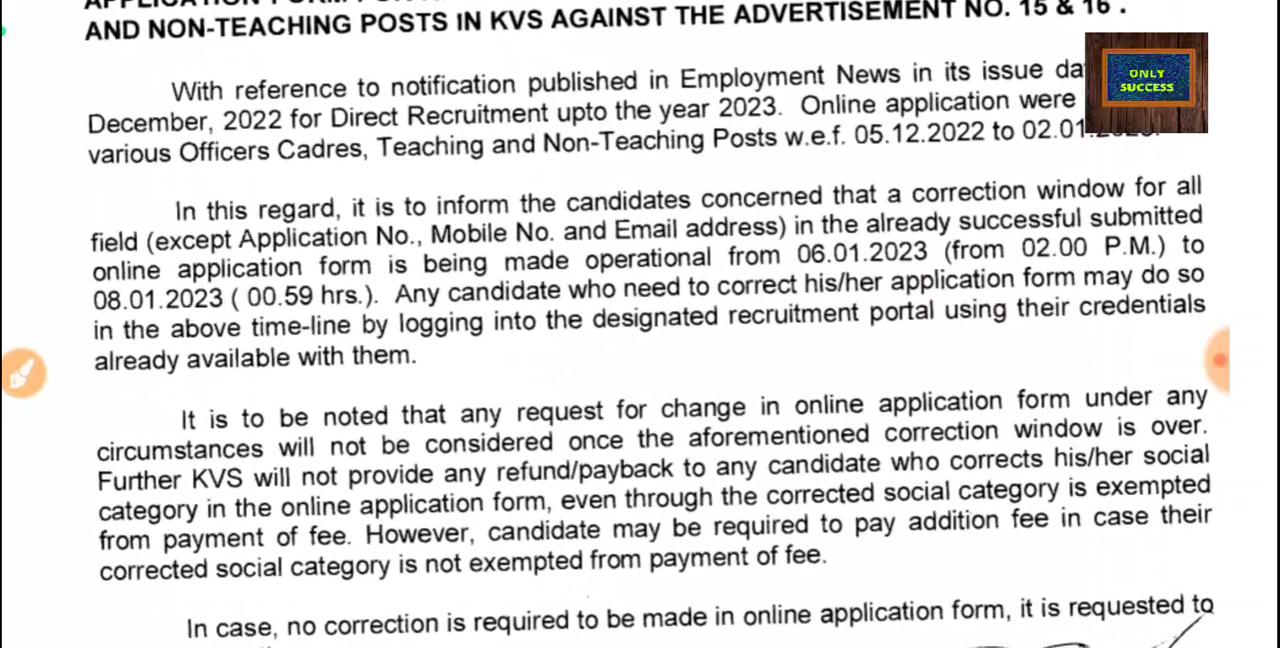 AND NON-TEACHING POSTS IN KVS AGAINST THE ADVERTISEMENT NO. 15 & 16 .
With reference to notification published in Employment News in its issue
December, 2022 for Direct Recruitment upto the year 2023. Online application were
various Officers Cadres, Teaching and Non-Teaching Posts w.e.f. 05.12.2022 to 02.01.
ONLY
SUCCESS
In this regard, it is to inform the candidates concerned that a correction window for all
field (except Application No., Mobile No. and Email address) in the already successful submitted
online application form is being made operational from 06.01.2023 (from 02.00 P.M.) to
08.01.2023 ( 00.59 hrs.). Any candidate who need to correct his/her application form may do so
in the above time-line by logging into the designated recruitment portal using their credentials
already available with them.
It is to be noted that any request for change in online application form under any
circumstances will not be considered once the aforementioned correction window is over.
Further KVS will not provide any refund/payback to any candidate who corrects his/her social
category in the online application form, even through the corrected social category is exempted
from payment of fee. However, candidate may be required to pay addition fee in case their
corrected social category is not exempted from payment of fee.
In case, no correction is required to be made in online application form, it is requested to